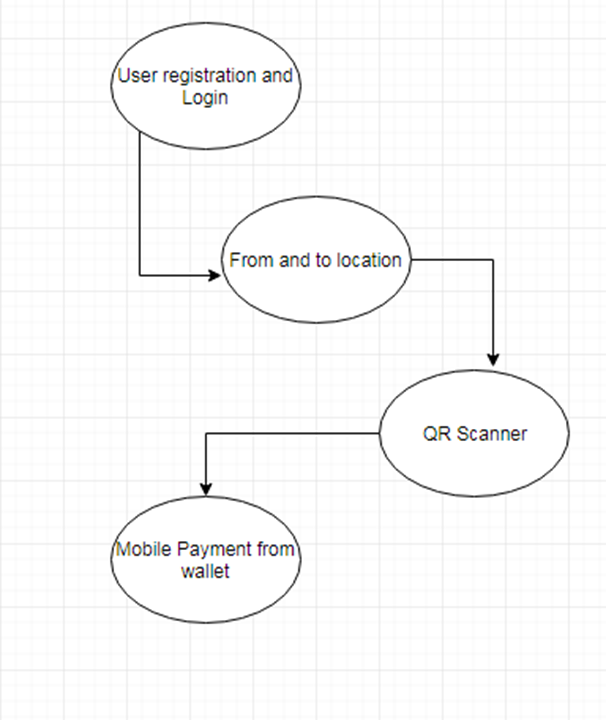 User registration and
Login
From and to location
QR Scanner
Mobile Payment from
wallet